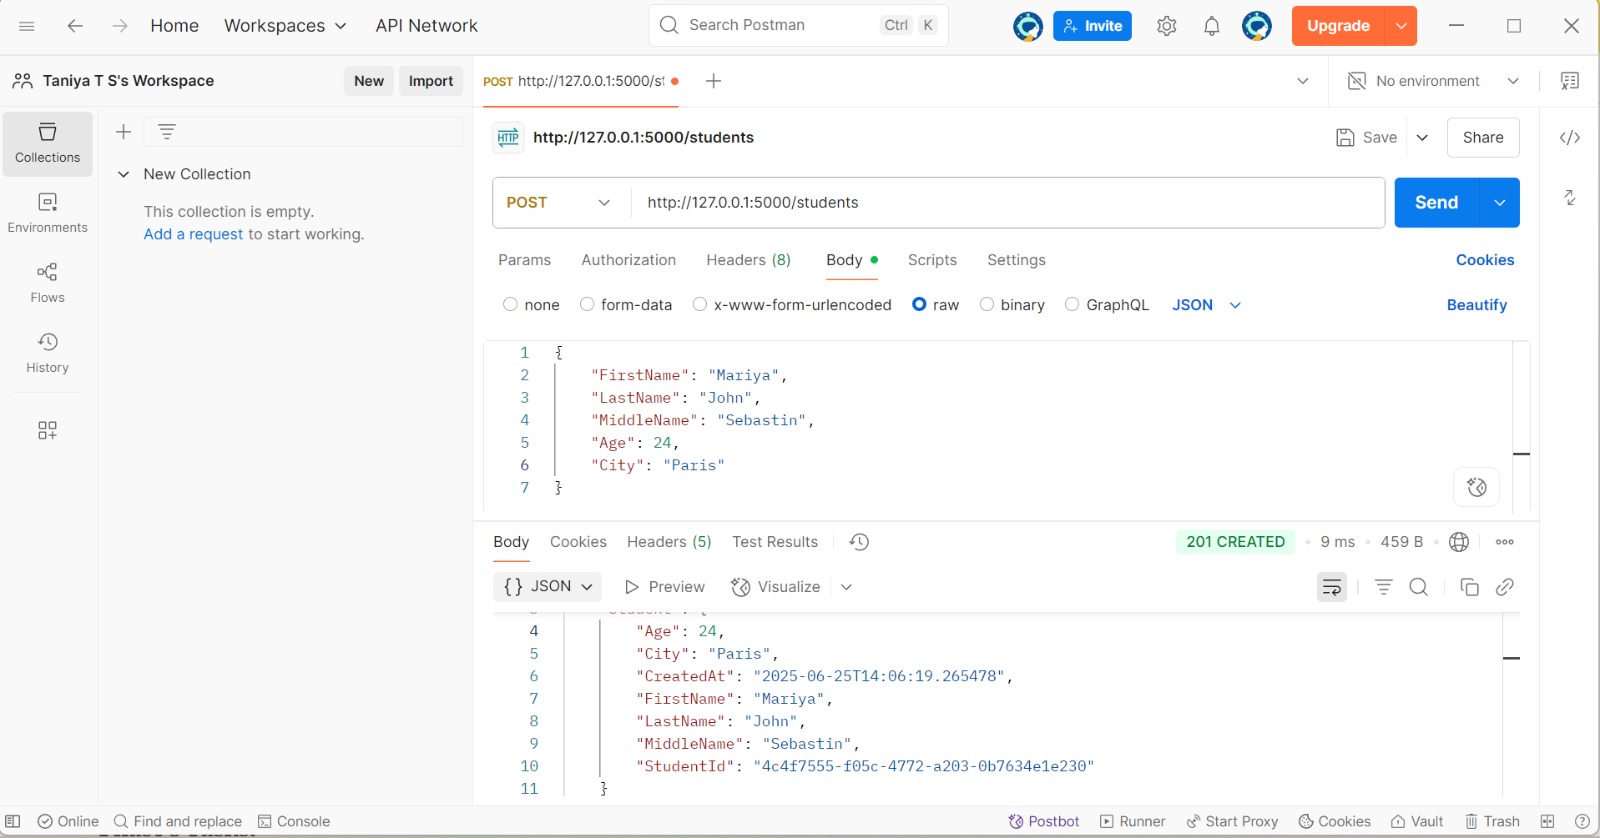 Home Workspaces API Network Search Postman Ctrl K Invite Upgrade
Taniya T S's Workspace New Import POST http://127.0.0.1:5000/st No environment
HTTP http://127.0.0.1:5000/students Save Share
Collections
New Collection
This collection is empty.
Add a request to start working.
Environments
Flows
History
POST http://127.0.0.1:5000/students Send
Params Authorization Headers (8) Body Scripts Settings Cookies
none form-data x-www-form-urlencoded raw binary GraphQL JSON Beautify
1 {
2 "FirstName": "Mariya",
3 "LastName": "John",
4 "MiddleName": "Sebastin",
5 "Age": 24,
6 "City": "Paris"
7 }
Body Cookies Headers (5) Test Results 201 CREATED 9 ms 459 B
{} JSON Preview Visualize
4 "Age": 24,
5 "City": "Paris",
6 "CreatedAt": "2025-06-25T14:06:19.265478",
7 "FirstName": "Mariya",
8 "LastName": "John",
9 "MiddleName": "Sebastin",
10 "StudentId": "4c4f7555-f05c-4772-a203-0b7634e1e230"
11 }
Online Find and replace Console Postbot Runner Start Proxy Cookies Vault Trash